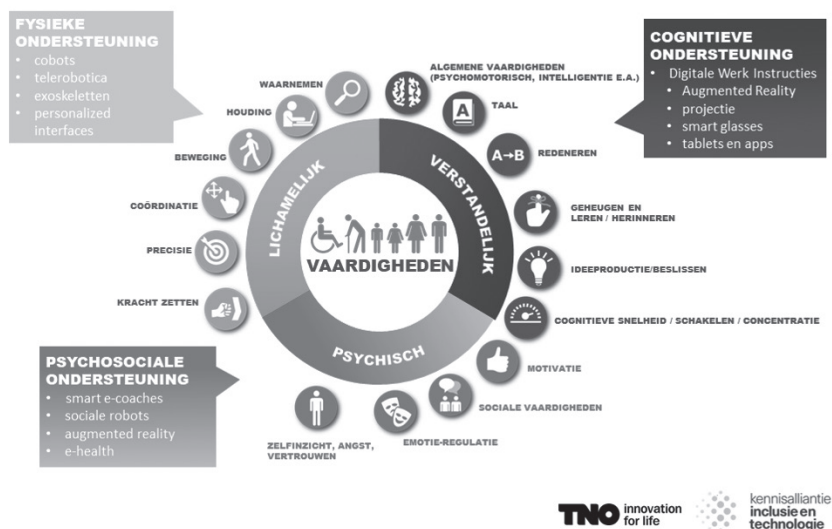 FYSIEKE
ONDERSTEUNING
• cobots
• telerobotica
• exoskeletten
• personalized
interfaces
COGNITIEVE
ONDERSTEUNING
• Digitale Werk Instructies
• Augmented Reality
• projectie
• smart glasses
• tablets en apps
PSYCHOSOCIALE
ONDERSTEUNING
• smart e-coaches
• sociale robots
• augmented reality
• e-health
WAARNEMEN
HOUDING
BEWEGING
COÖRDINATIE
PRECISIE
KRACHT ZETTEN
ALGEMENE VAARDIGHEDEN
(PSYCHOMOTORISCH, INTELLIGENTIE E.A.)
A
TAAL
A→B
REDENEREN
GEHEUGEN EN
LEREN / HERINNEREN
IDEEPRODUCTIE/BESLISSEN
COGNITIEVE SNELHEID / SCHAKELEN / CONCENTRATIE
MOTIVATIE
SOCIALE VAARDIGHEDEN
EMOTIE-REGULATIE
ZELFINZICHT, ANGST,
VERTROUWEN
LICHAMELIJK
VERSTANDELIJK
PSYCHISCH
VAARDIGHEDEN
TNO innovation
for life
kennisalliantie
inclusie en
technologie